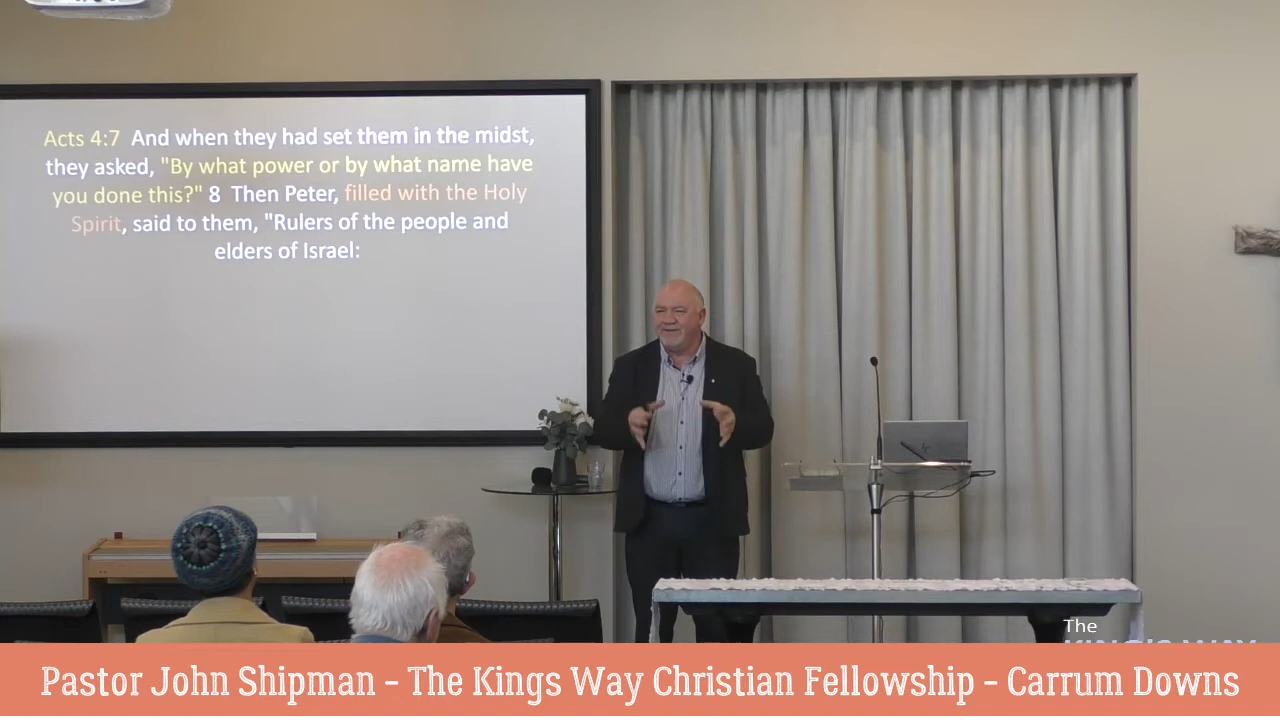 Acts 4:7 And when they had set them in the midst,
they asked, "By what power or by what name have
you done this?" 8 Then Peter, filled with the Holy
Spirit, said to them, "Rulers of the people and
elders of Israel:
The
KING'S WAY
Pastor John Shipman - The Kings Way Christian Fellowship - Carrum Downs